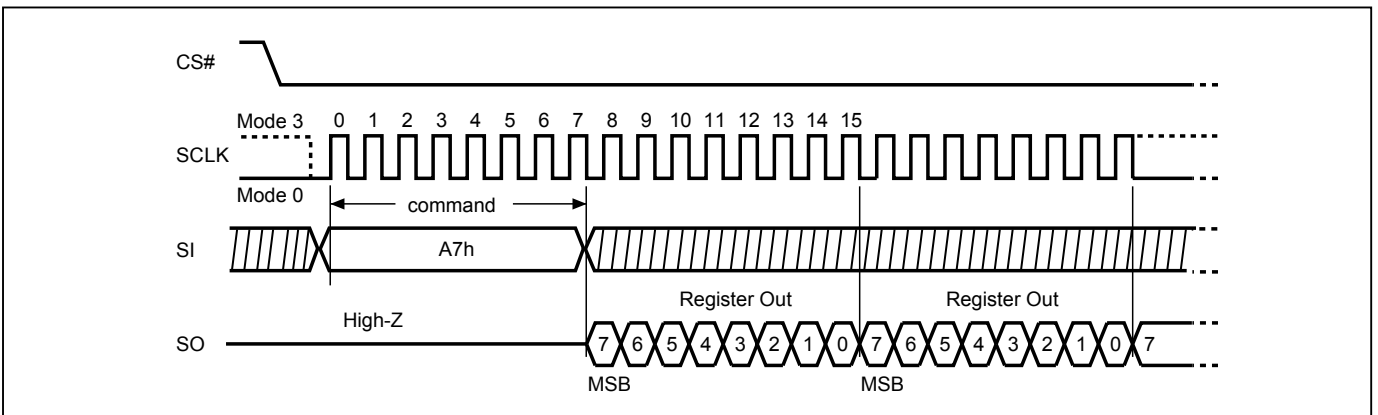 CS#
Mode 3 0 1 2 3 4 5 6 7 8 9 10 11 12 13 14 15
SCLK
Mode 0
command
SI A7h
Register Out Register Out
High-Z
SO 7 6 5 4 3 2 1 0 7 6 5 4 3 2 1 0 7
MSB MSB